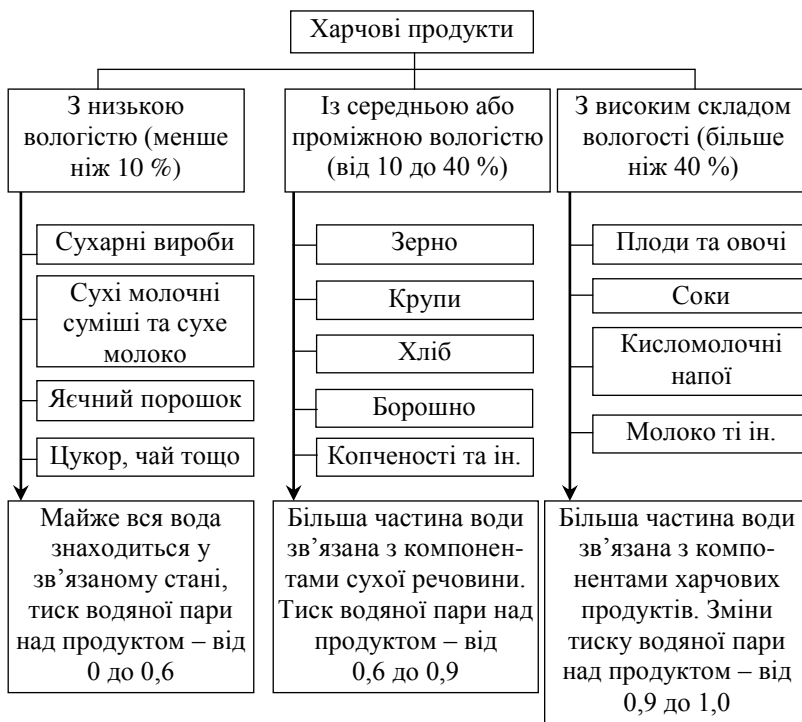 Харчові продукти
З низькою
вологістю (менше
ніж 10 %)
Із середньою або
проміжною вологістю
(від 10 до 40 %)
З високим складом
вологості (більше
ніж 40 %)
Сухарні вироби
Сухі молочні
суміші та сухе
молоко
Яєчний порошок
Цукор, чай тощо
Зерно
Крупи
Хліб
Борошно
Копченості та ін.
Плоди та овочі
Соки
Кисломолочні
напої
Молоко ті ін.
Майже вся вода
знаходиться у
зв’язаному стані,
тиск водяної пари
над продуктом – від
0 до 0,6
Більша частина води
зв’язана з компонен-
тами сухої речовини.
Тиск водяної пари над
продуктом – від
0,6 до 0,9
Більша частина води
зв’язана з компо-
нентами харчових
продуктів. Зміни
тиску водяної пари
над продуктом – від
0,9 до 1,0